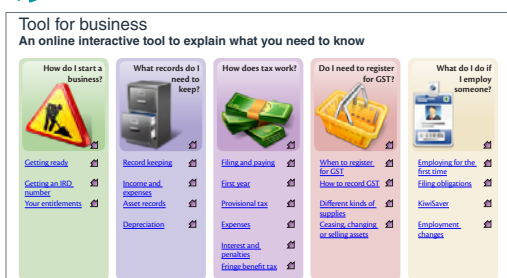 Tool for business
An online interactive tool to explain what you need to know
How do I start a
business?
Getting ready
Getting an IRD
number
Your entitlements
What records do I
need to
keep?
Record keeping
Income and
expenses
Asset records
Depreciation
How does tax work?
Filing and paying
First year
Provisional tax
Expenses
Interest and
penalties
Fringe benefit tax
Do I need to register
for GST?
When to register
for GST
How to record GST
Different kinds of
supplies
Ceasing, changing
or selling assets
What do I do if
I employ
someone?
Employing for the
first time
Filing obligations
KiwiSaver
Employment
changes